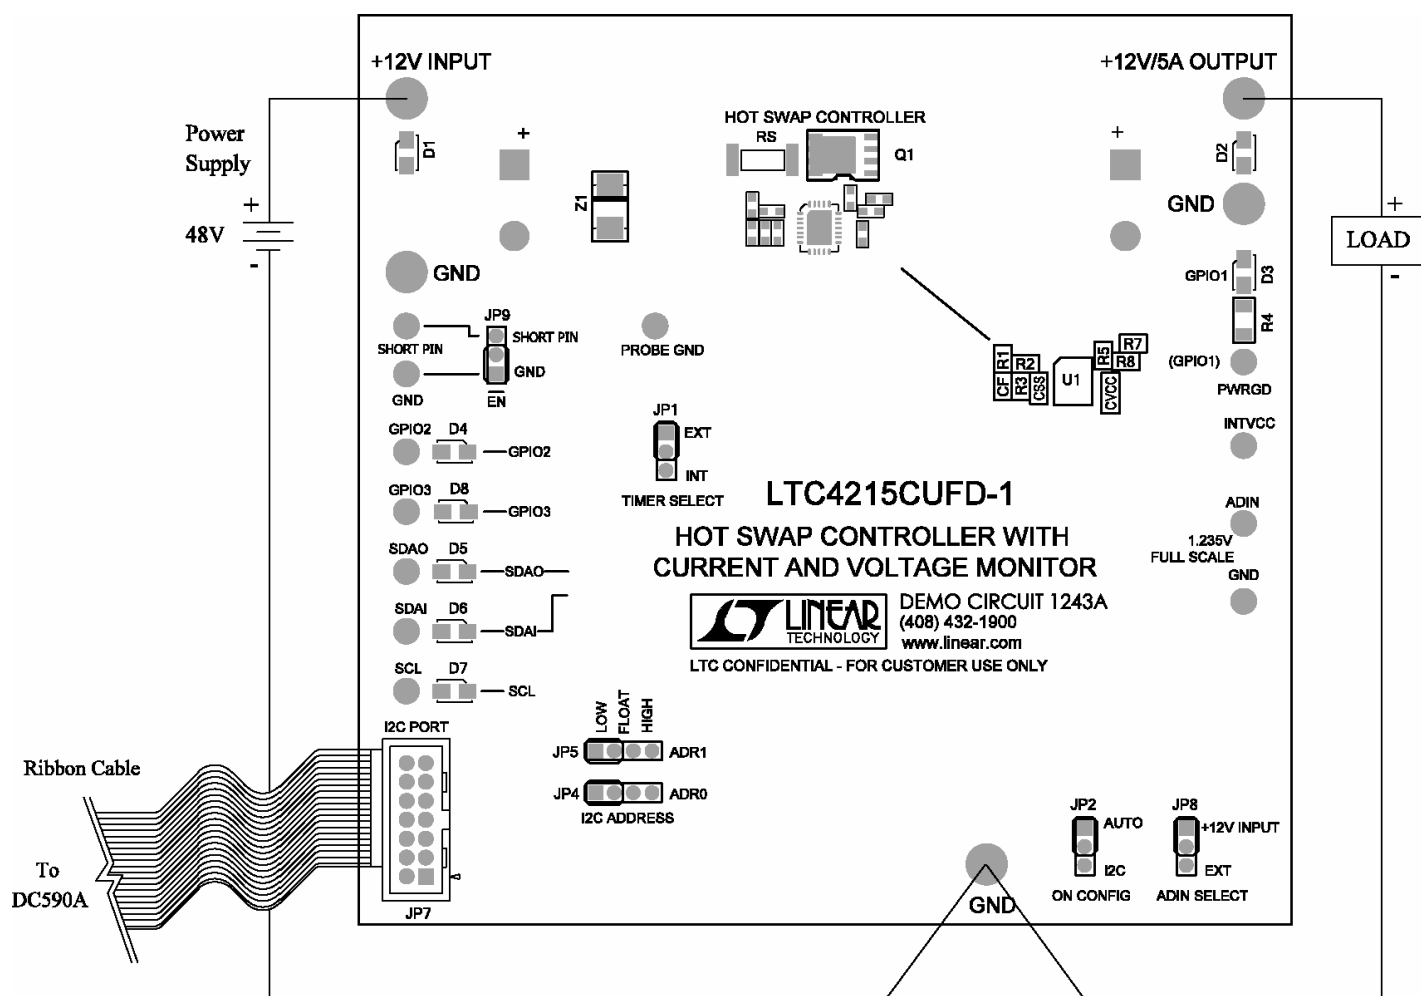 +12V INPUT
+12V/5A OUTPUT
Power
Supply
+
48V
-
D1
+
Z1
HOT SWAP CONTROLLER
RS
Q1
+
D2
GND
+
LOAD
-
GND
GPIO1
D3
R4
(GPIO1)
PWRGD
JP9
SHORT PIN
SHORT PIN
GND
GND
EN
PROBE GND
R1
R2
CF
R3
CSS
U1
R5
R7
R8
CVCC
INTVCC
JP1
EXT
INT
TIMER SELECT
GPIO2
D4
GPIO2
GPIO3
D8
GPIO3
SDAO
D5
SDAO
SDAI
D6
SDAI
SCL
D7
SCL
LTC4215CUFD-1
HOT SWAP CONTROLLER WITH
CURRENT AND VOLTAGE MONITOR
ADIN
1.235V
FULL SCALE
GND
LINEAR
TECHNOLOGY
DEMO CIRCUIT 1243A
(408) 432-1900
www.linear.com
LTC CONFIDENTIAL - FOR CUSTOMER USE ONLY
I2C PORT
JP7
Ribbon Cable
To
DC590A
LOW
FLOAT
HIGH
JP5
ADR1
JP4
ADR0
I2C ADDRESS
GND
JP2
AUTO
I2C
ON CONFIG
JP8
+12V INPUT
EXT
ADIN SELECT